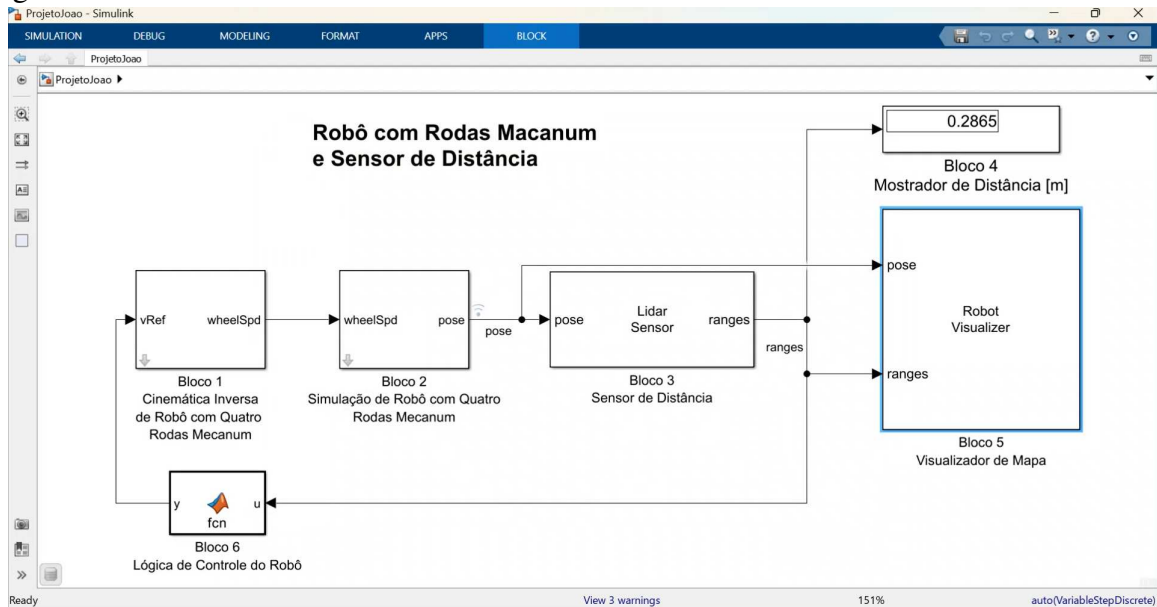 ProjetoJoao - Simulink
SIMULATION DEBUG MODELING FORMAT APPS BLOCK
ProjetoJoao
ProjetoJoao
Robô com Rodas Macanum
e Sensor de Distância
0.2865
Bloco 4
Mostrador de Distância [m]
vRef wheelSpd
Bloco 1
Cinemática Inversa
de Robô com Quatro
Rodas Mecanum
wheelSpd pose
pose
Bloco 2
Simulação de Robô com Quatro
Rodas Mecanum
pose Lidar Sensor ranges
ranges
Bloco 3
Sensor de Distância
pose
Robot
Visualizer
ranges
Bloco 5
Visualizador de Mapa
y fcn u
Bloco 6
Lógica de Controle do Robô
Ready View 3 warnings 151% auto(VariableStepDiscrete)